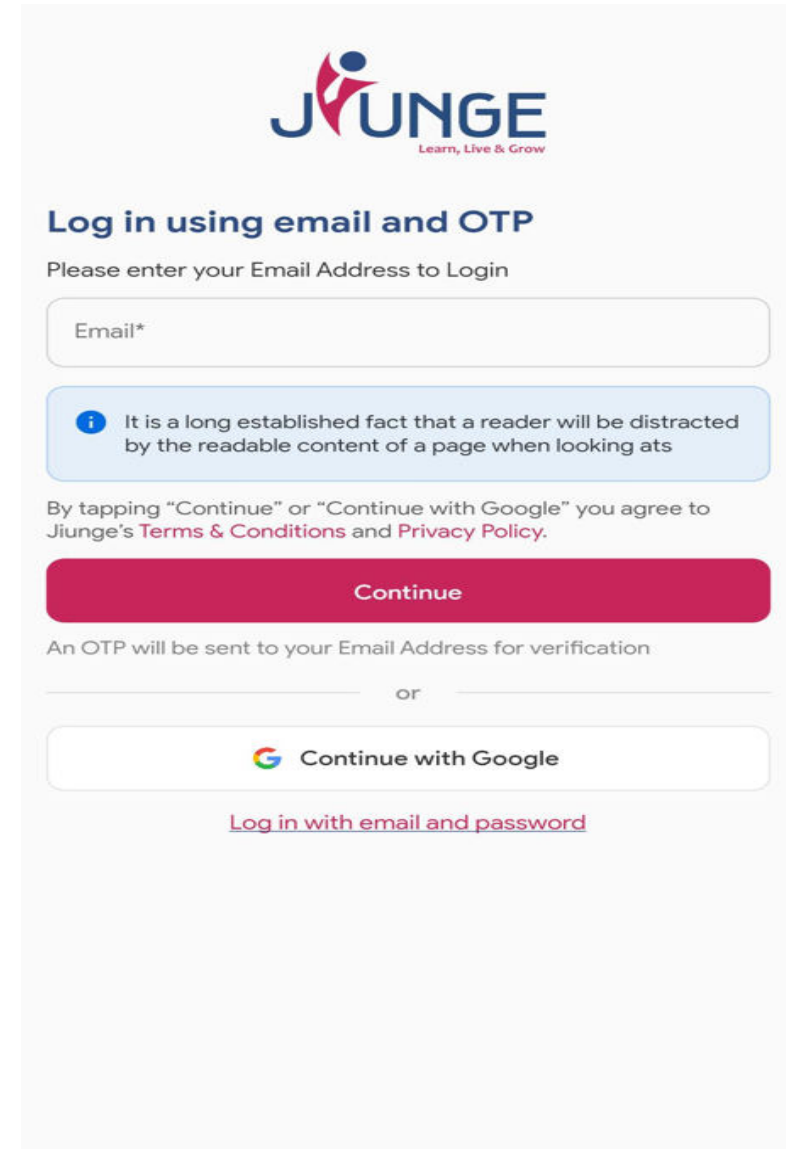 JIUNGE
Learn, Live & Grow
Log in using email and OTP
Please enter your Email Address to Login
Email*
It is a long established fact that a reader will be distracted
by the readable content of a page when looking ats
By tapping “Continue” or “Continue with Google” you agree to
Jiunge’s Terms & Conditions and Privacy Policy.
Continue
An OTP will be sent to your Email Address for verification
or
Continue with Google
Log in with email and password